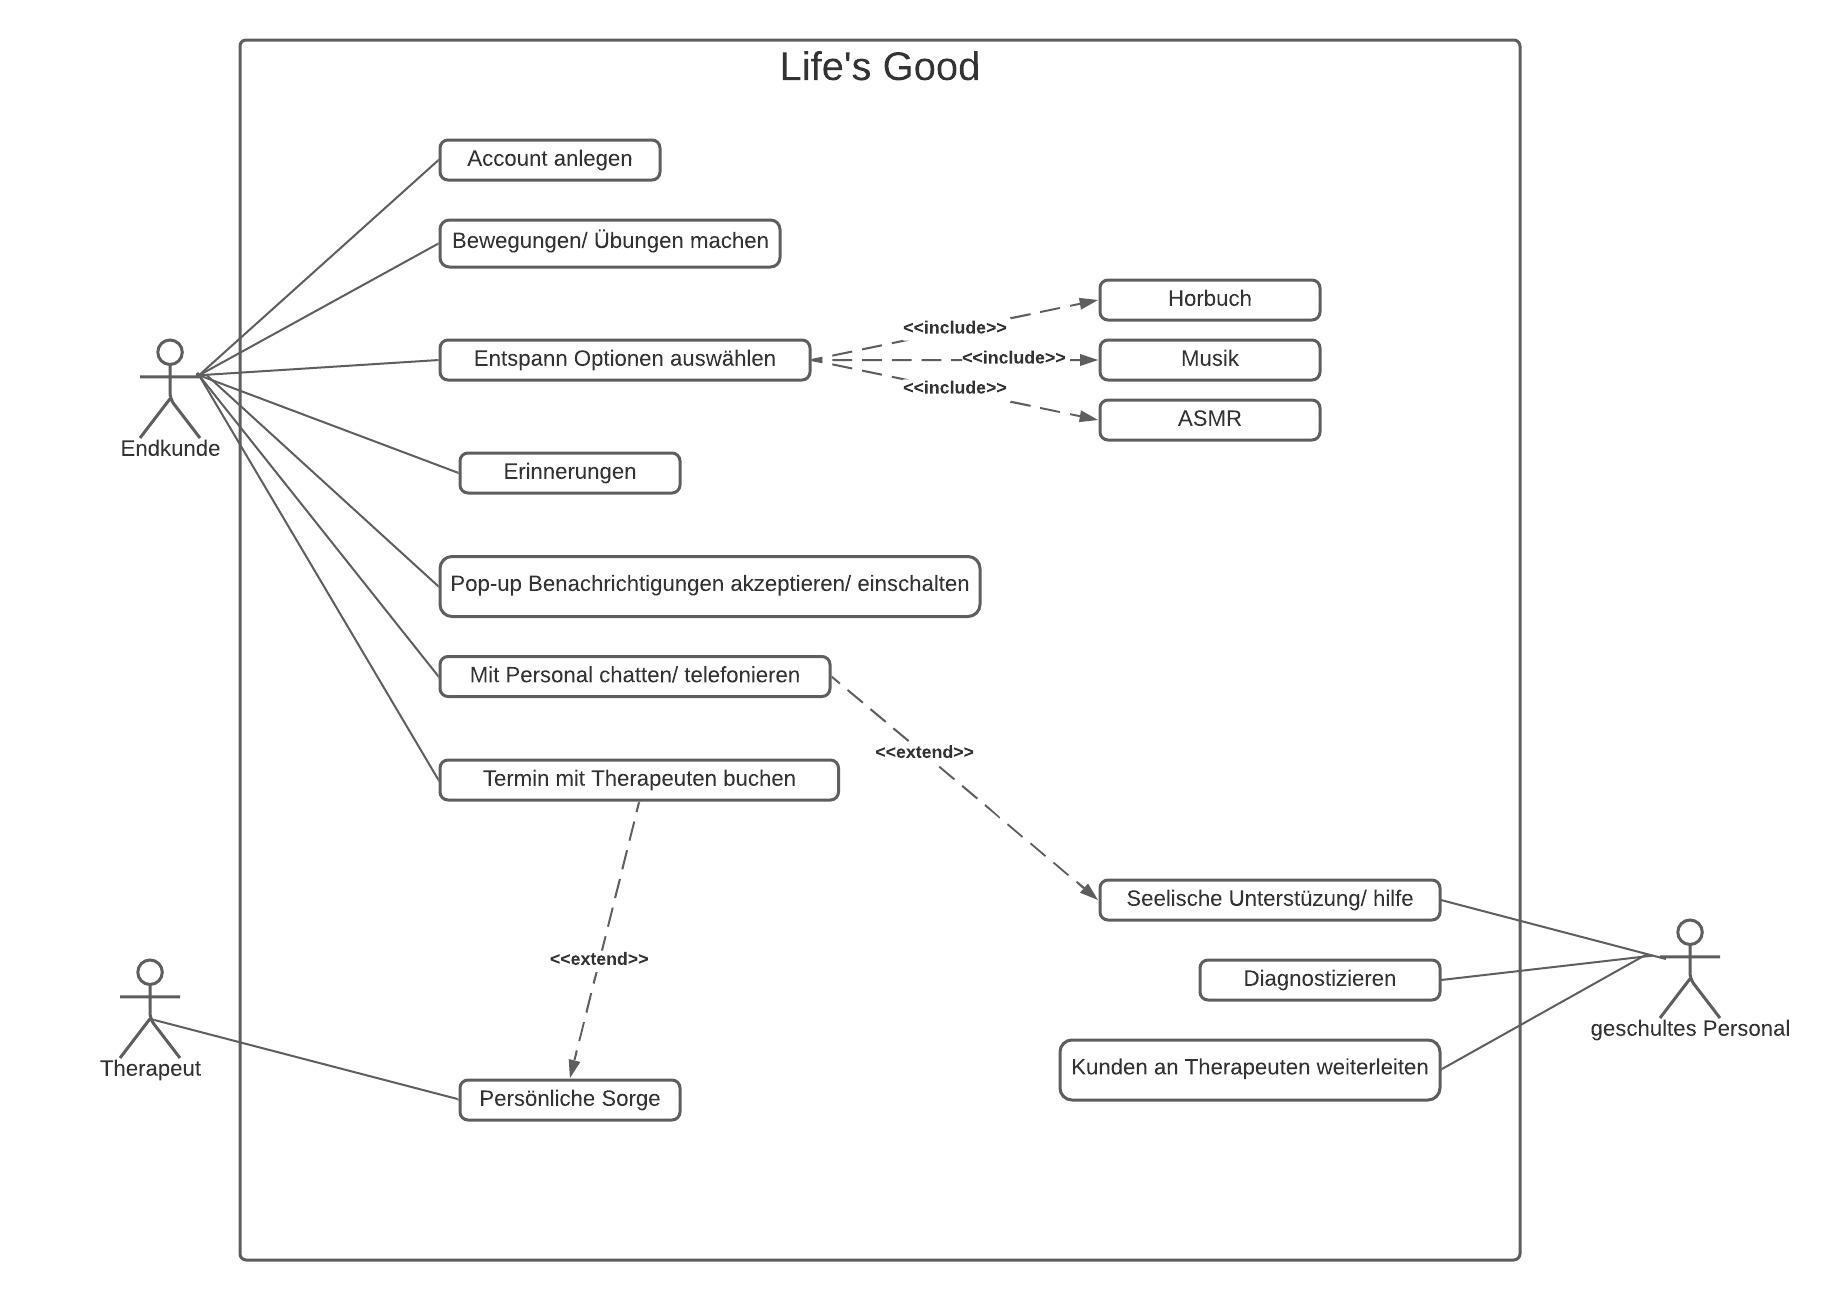 Life's Good
Account anlegen
Bewegungen/ Übungen machen
Horbuch
<<include>>
Entspann Optionen auswählen
<<include>>
Musik
<<include>>
ASMR
Endkunde
Erinnerungen
Pop-up Benachrichtigungen akzeptieren/ einschalten
Mit Personal chatten/ telefonieren
<<extend>>
Termin mit Therapeuten buchen
Seelische Unterstüzung/ hilfe
<<extend>>
Diagnostizieren
geschultes Personal
Therapeut
Kunden an Therapeuten weiterleiten
Persönliche Sorge